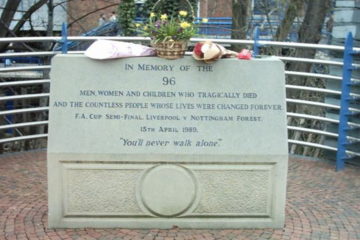 IN MEMORY OF THE
96
MEN, WOMEN AND CHILDREN WHO TRAGICALLY DIED
AND THE COUNTLESS PEOPLE WHOSE LIVES WERE CHANGED FOREVER.
F.A. CUP SEMI-FINAL. LIVERPOOL V NOTTINGHAM FOREST.
15TH APRIL 1989.
"You'll never walk alone."